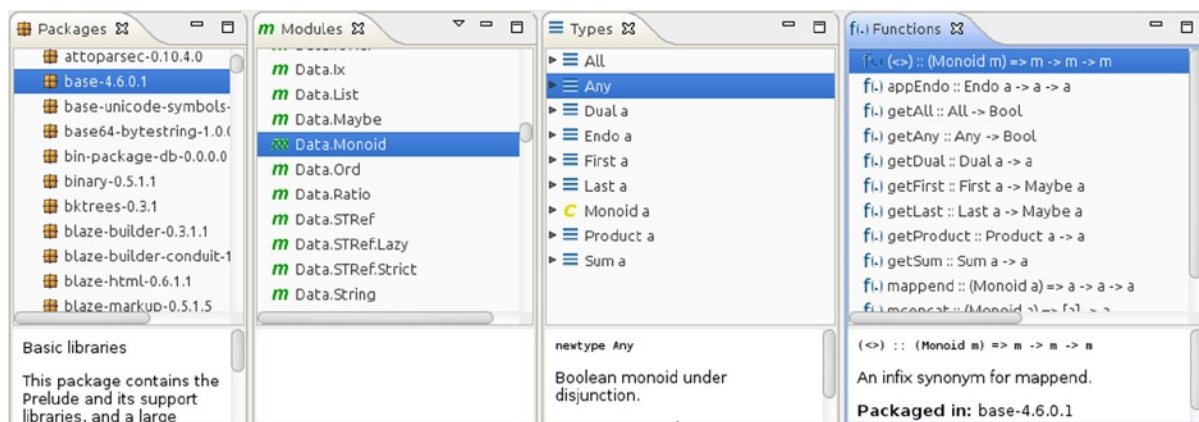 Packages
attoparsec-0.10.4.0
base-4.6.0.1
base-unicode-symbols-
base64-bytestring-1.0.0
bin-package-db-0.0.0.0
binary-0.5.1.1
bktrees-0.3.1
blaze-builder-0.3.1.1
blaze-builder-conduit-1
blaze-html-0.6.1.1
blaze-markup-0.5.1.5
Basic libraries
This package contains the
Prelude and its support
libraries, and a large
m Modules
m Data.Ix
m Data.List
m Data.Maybe
Data.Monoid
m Data.Ord
m Data.Ratio
m Data.STRef
m Data.STRef.Lazy
m Data.STRef.Strict
m Data.String
Types
All
Any
Dual a
Endo a
First a
Last a
C Monoid a
Product a
Sum a
newtype Any
Boolean monoid under
disjunction.
f(.) Functions
f(.) (<>) :: (Monoid m) => m -> m -> m
f(.) appEndo :: Endo a -> a -> a
f(.) getAll :: All -> Bool
f(.) getAny :: Any -> Bool
f(.) getDual :: Dual a -> a
f(.) getFirst :: First a -> Maybe a
f(.) getLast :: Last a -> Maybe a
f(.) getProduct :: Product a -> a
f(.) getSum :: Sum a -> a
f(.) mappend :: (Monoid a) => a -> a -> a
f(.) mconcat :: (Monoid a) => [a] -> a
(<>) :: (Monoid m) => m -> m -> m
An infix synonym for mappend.
Packaged in: base-4.6.0.1